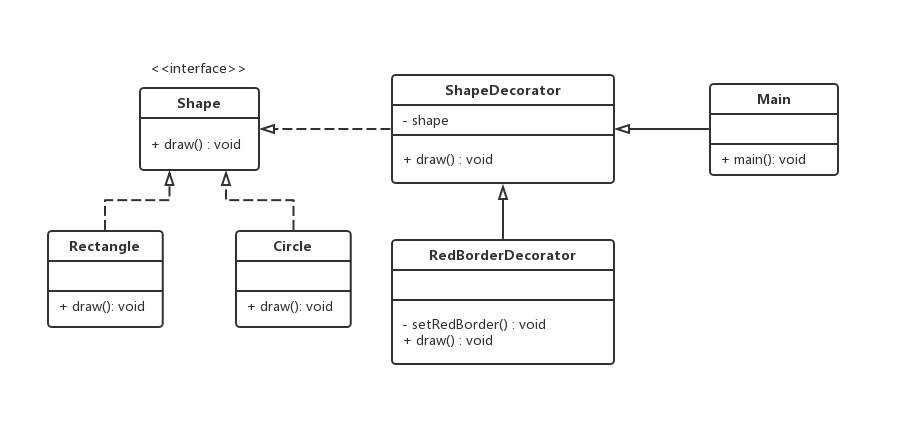 <<interface>>
Shape
+ draw() : void
ShapeDecorator
- shape
+ draw() : void
Main
+ main(): void
Rectangle
+ draw(): void
Circle
+ draw(): void
RedBorderDecorator
- setRedBorder() : void
+ draw() : void